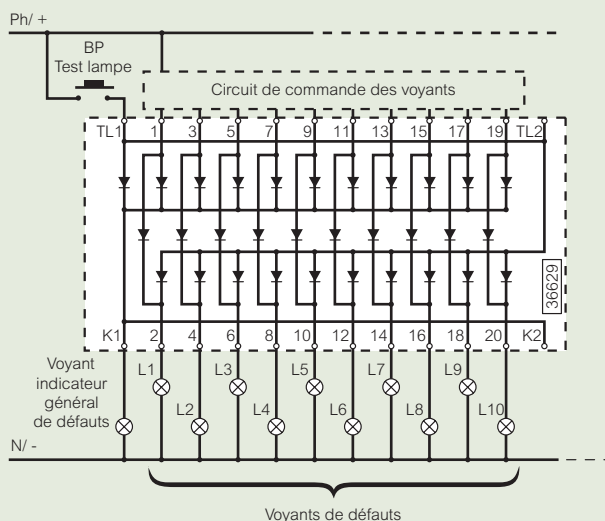 Ph/ +
BP
Test lampe
Circuit de commande des voyants
TL1 1 3 5 7 9 11 13 15 17 19 TL2
36629
K1 2 4 6 8 10 12 14 16 18 20 K2
Voyant
indicateur
général
de défauts
L1 L3 L5 L7 L9
L2 L4 L6 L8 L10
N/ -
Voyants de défauts